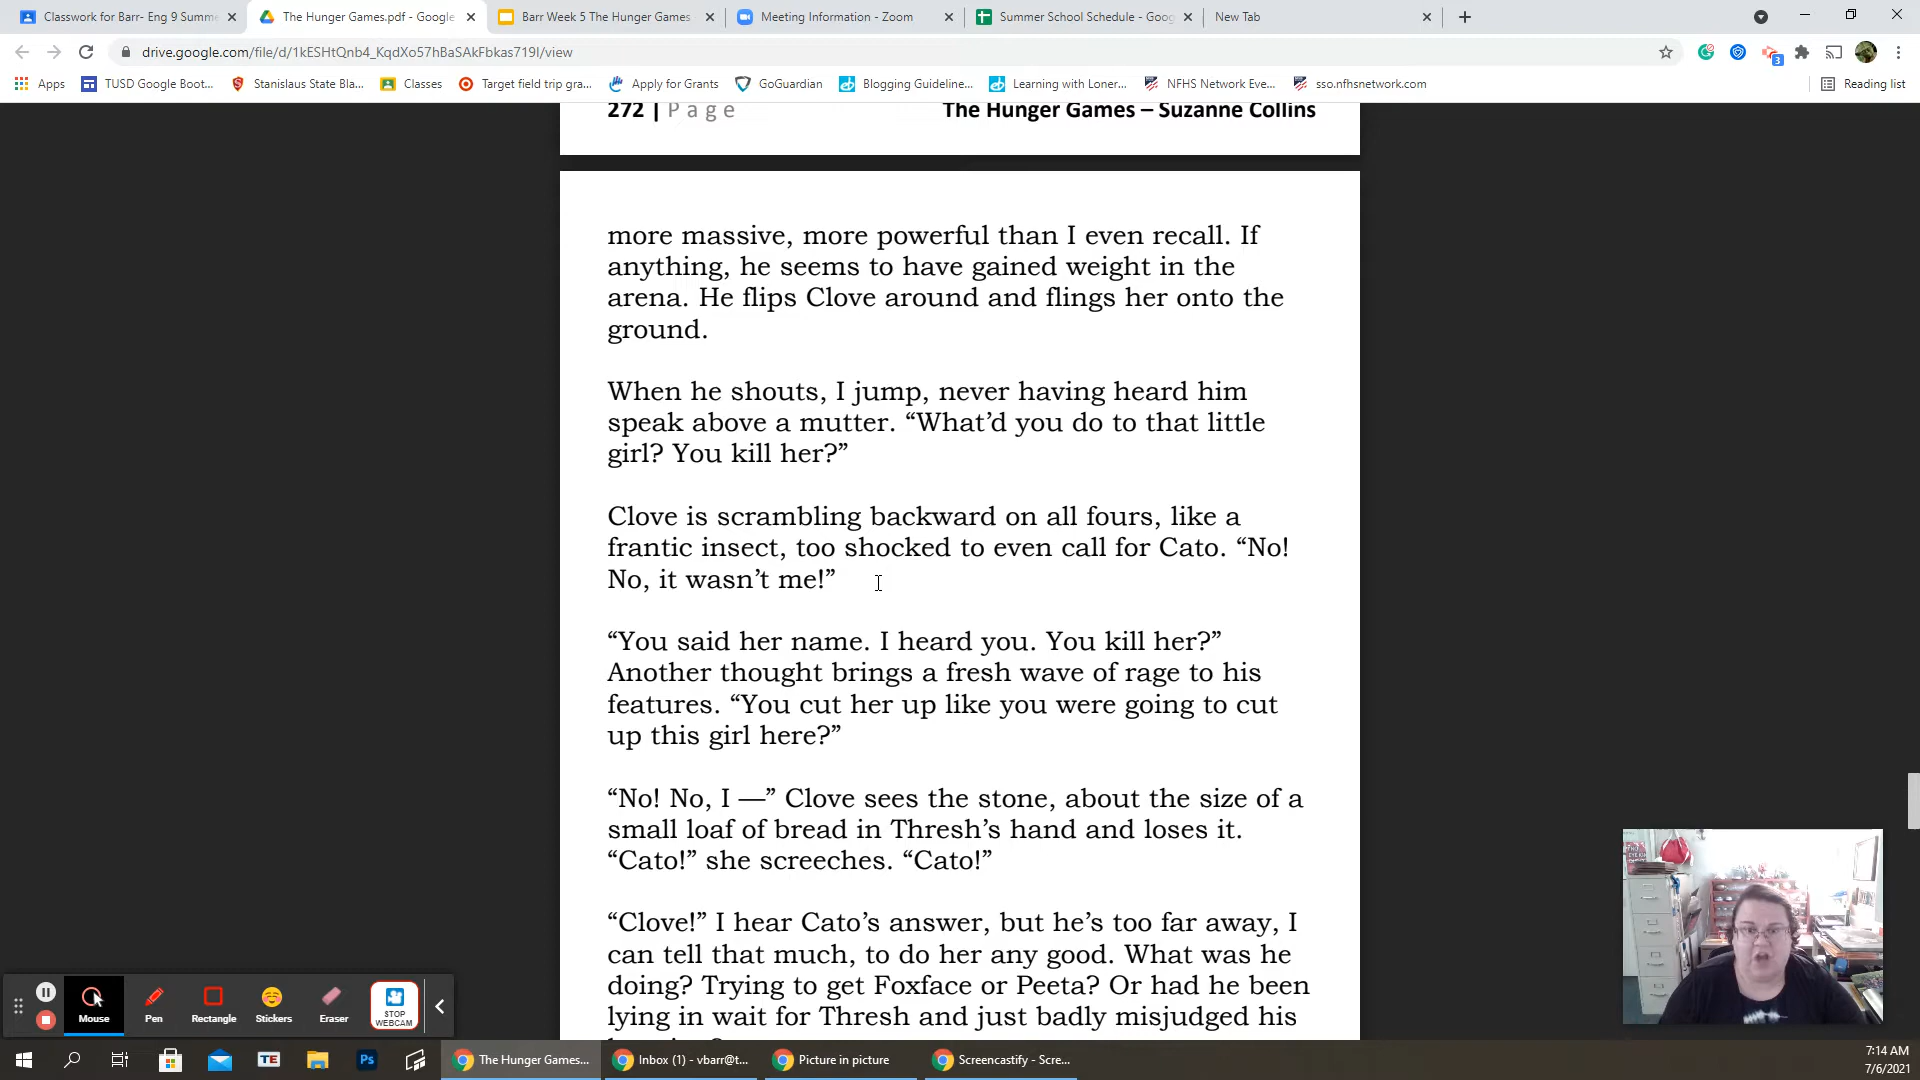 Classwork for Barr- Eng 9 Summe
The Hunger Games.pdf - Google
Barr Week 5 The Hunger Games
Meeting Information - Zoom
Summer School Schedule - Goog
New Tab
drive.google.com/file/d/1kESHtQnb4_KqdXo57hBaSAkFbkas719I/view
3
Apps
TUSD Google Boot...
Stanislaus State Bla...
Classes
Target field trip gra...
Apply for Grants
GoGuardian
Blogging Guideline...
Learning with Loner...
NFHS Network Eve...
sso.nfhsnetwork.com
Reading list
272 | Page
The Hunger Games – Suzanne Collins
more massive, more powerful than I even recall. If
anything, he seems to have gained weight in the
arena. He flips Clove around and flings her onto the
ground.
When he shouts, I jump, never having heard him
speak above a mutter. “What’d you do to that little
girl? You kill her?”
Clove is scrambling backward on all fours, like a
frantic insect, too shocked to even call for Cato. “No!
No, it wasn’t me!”
“You said her name. I heard you. You kill her?”
Another thought brings a fresh wave of rage to his
features. “You cut her up like you were going to cut
up this girl here?”
“No! No, I —” Clove sees the stone, about the size of a
small loaf of bread in Thresh’s hand and loses it.
“Cato!” she screeches. “Cato!”
“Clove!” I hear Cato’s answer, but he’s too far away, I
can tell that much, to do her any good. What was he
doing? Trying to get Foxface or Peeta? Or had he been
lying in wait for Thresh and just badly misjudged his
Mouse
Pen
Rectangle
Stickers
Eraser
STOP
WEBCAM
TE
Ps
The Hunger Games...
Inbox (1) - vbarr@t...
Picture in picture
Screencastify - Scre...
7:14 AM
7/6/2021